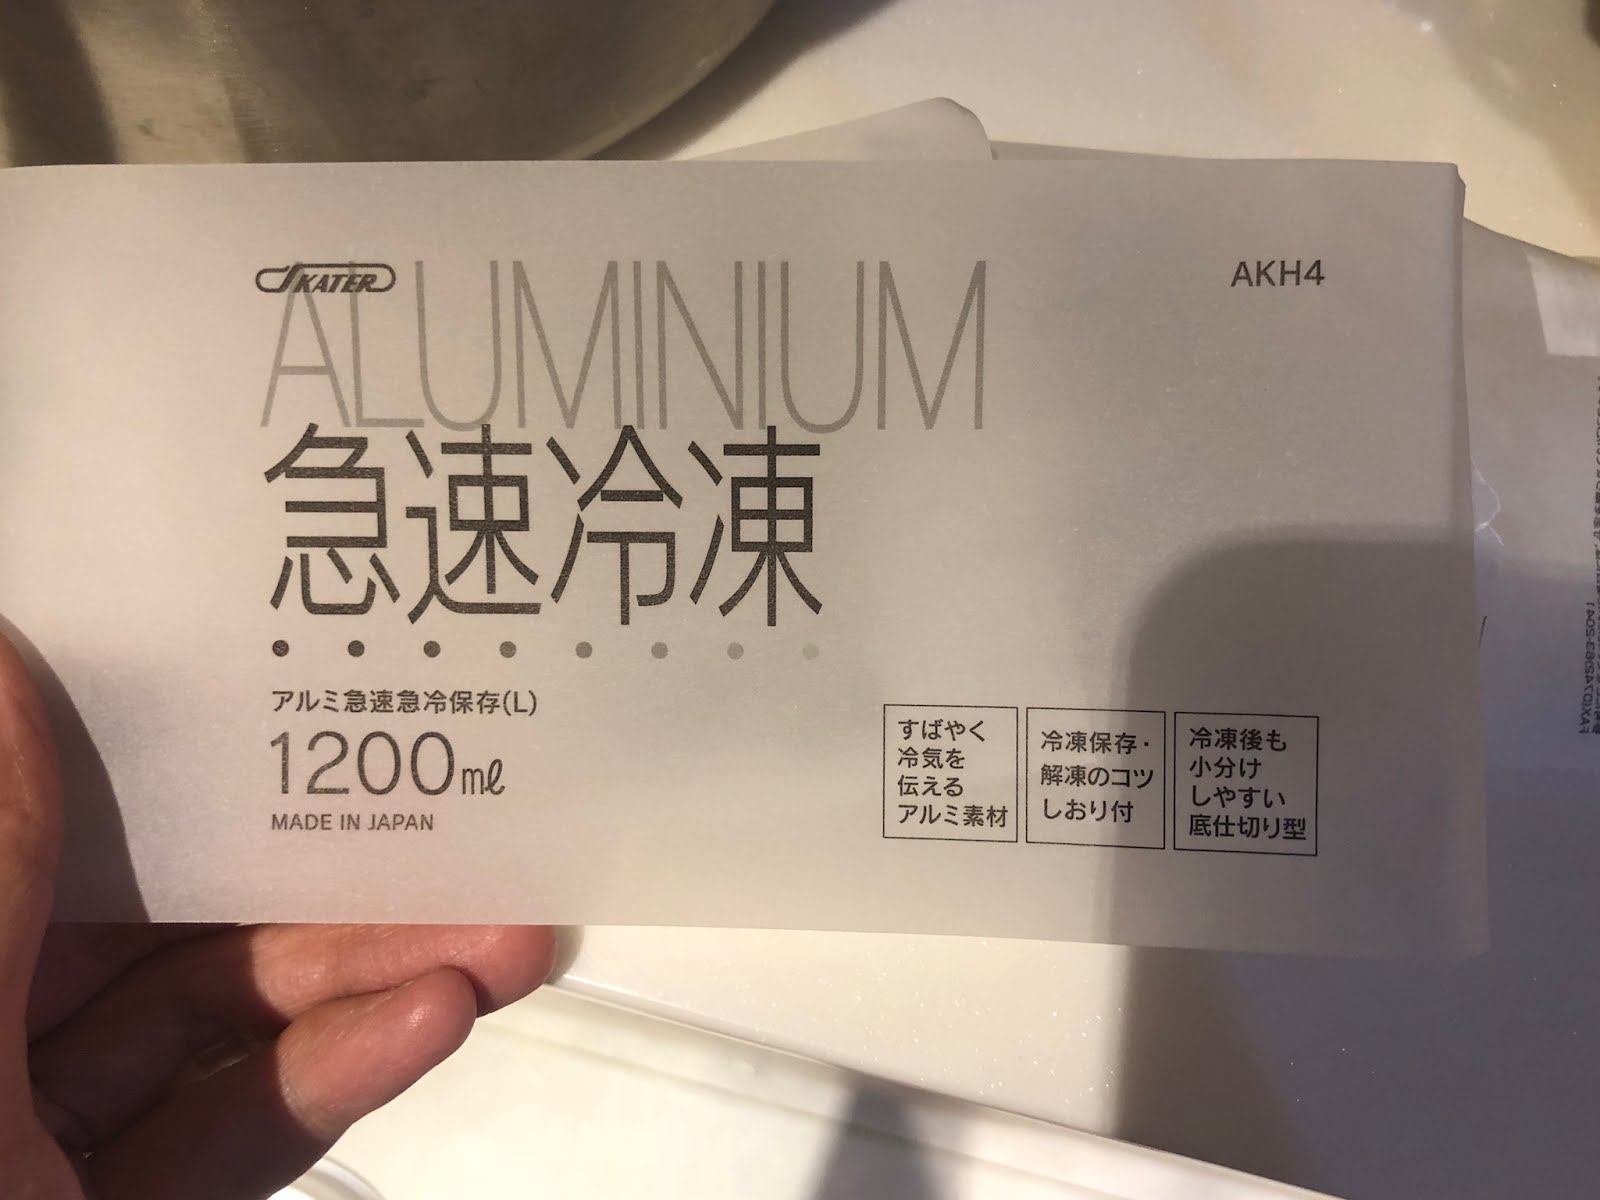 SKATER
AKH4
ALUMINIUM
急速冷凍
アルミ急速急冷保存(L)
1200ml
MADE IN JAPAN
すばやく
冷気を
伝える
アルミ素材
冷凍保存・
解凍のコツ
しおり付
冷凍後も
小分け
しやすい
底仕切り型